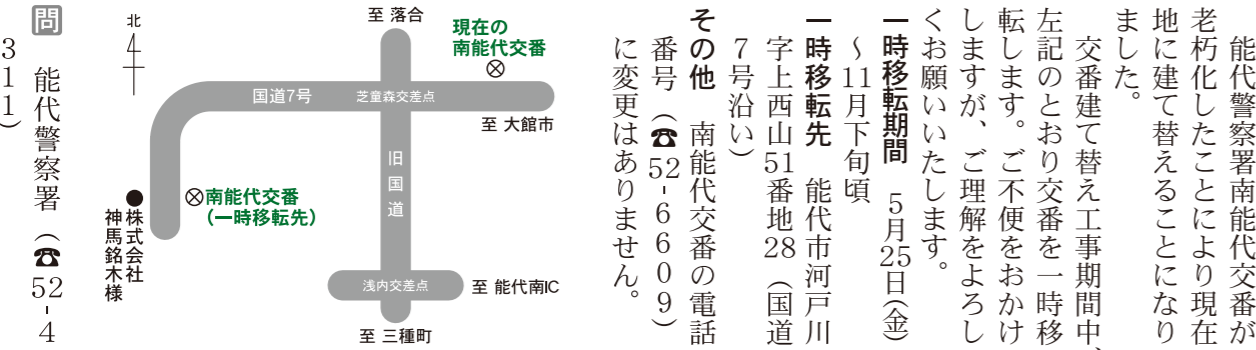 能代警察署南能代交番が
老朽化したことにより現在
地に建て替えることになり
ました。
交番建て替え工事期間中、
左記のとおり交番を一時移
転します。ご不便をおかけ
しますが、ご理解をよろし
くお願いいたします。
一時移転期間 5月25日(金)
～11月下旬頃
一時移転先 能代市河戸川
字上西山51番地28(国道
7号沿い)
その他 南能代交番の電話
番号(☎52-6609)
に変更はありません。
至 落合
現在の
南能代交番
北
国道7号
芝童森交差点
至 大館市
旧国道
南能代交番
(一時移転先)
株式会社
神馬銘木様
浅内交差点
至 能代南IC
至 三種町
問 能代警察署(☎52-4
311)